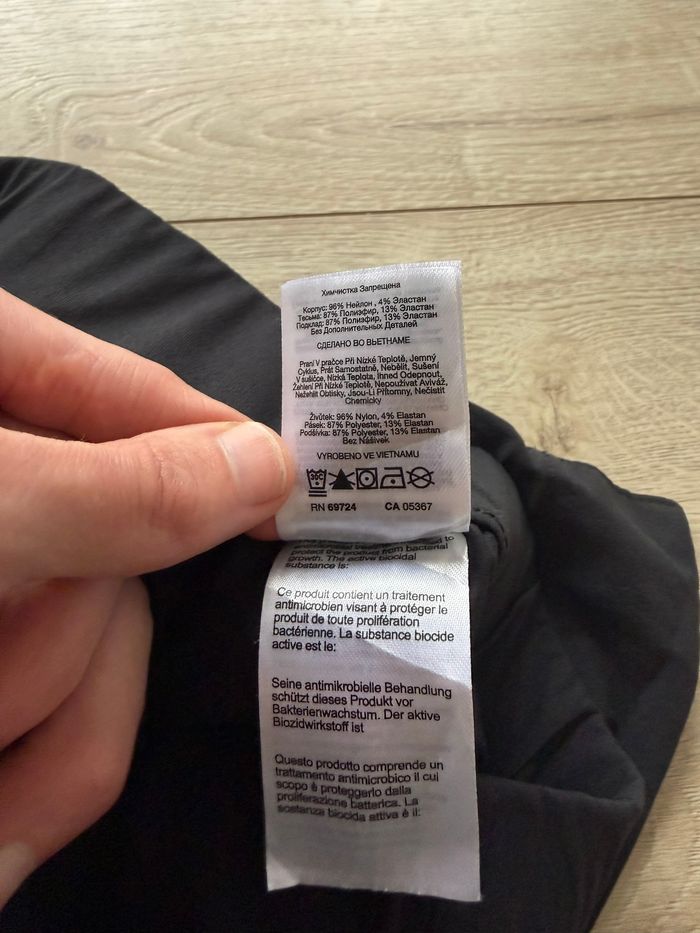 Химчистка Запрещена
Корпус: 96% Нейлон , 4% Эластан
Тесьма: 87% Полиэфир, 13% Эластан
Подклад: 87% Полиэфир, 13% Эластан
Без Дополнительных Деталей
СДЕЛАНО ВО ВЬЕТНАМЕ
Praní V pračce Při Nízké Teplotě, Jemný
Cyklus, Prát Samostatně, Nebělit, Sušení
V sušičce, Nízká Teplota, Ihned Odepnout,
Žehlení Při Nízké Teplotě, Nepoužívat Aviváž,
Nežehlit Obtisky, Jsou-Li Přítomny, Nečistit
Chemicky
Živůtek: 96% Nylon, 4% Elastan
Pásek: 87% Polyester, 13% Elastan
Podšívka: 87% Polyester, 13% Elastan
Bez Nášivek
VYROBENO VE VIETNAMU
30C
RN 69724 CA 05367
to
protect the product from bacterial
growth. The active biocidal
substance is:
Ce produit contient un traitement
antimicrobien visant à protéger le
produit de toute prolifération
bactérienne. La substance biocide
active est le:
Seine antimikrobielle Behandlung
schützt dieses Produkt vor
Bakterienwachstum. Der aktive
Biozidwirkstoff ist
Questo prodotto comprende un
trattamento antimicrobico il cui
scopo è proteggerlo dalla
proliferazione batterica. La
sostanza biocida attiva è il: